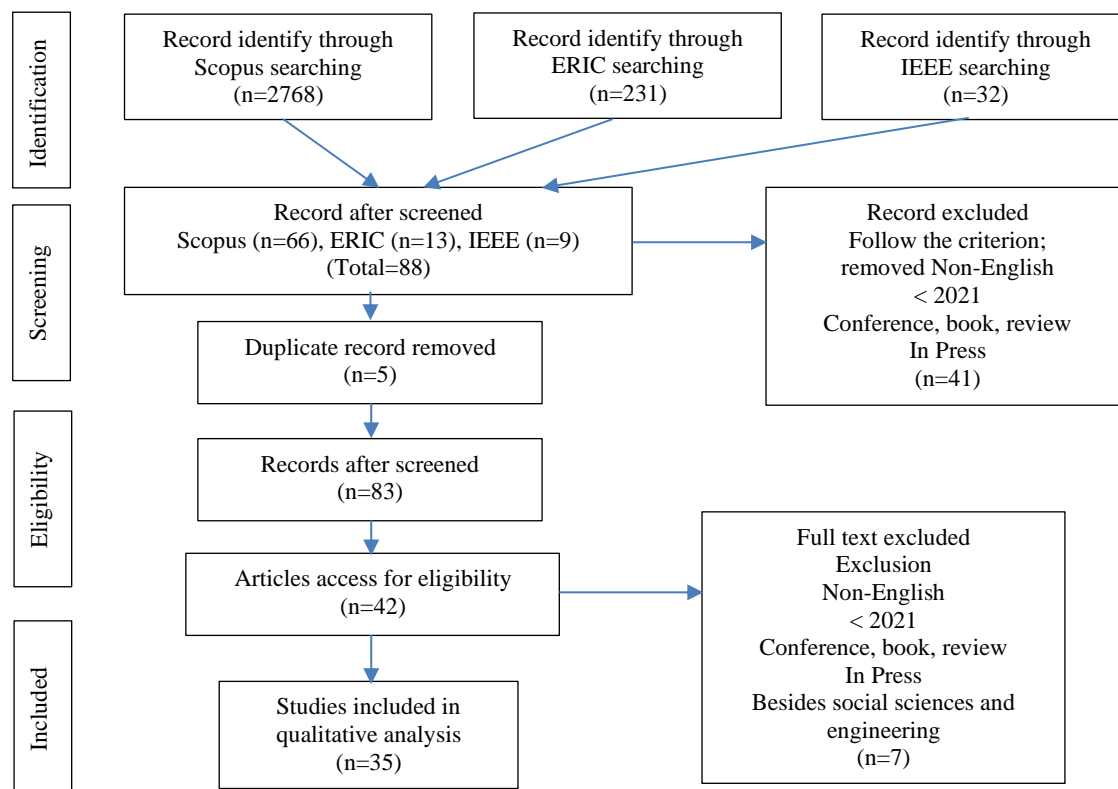 Identification
Record identify through
Scopus searching
(n=2768)
Record identify through
ERIC searching
(n=231)
Record identify through
IEEE searching
(n=32)
Screening
Record after screened
Scopus (n=66), ERIC (n=13), IEEE (n=9)
(Total=88)
Record excluded
Follow the criterion;
removed Non-English
< 2021
Conference, book, review
In Press
(n=41)
Duplicate record removed
(n=5)
Eligibility
Records after screened
(n=83)
Articles access for eligibility
(n=42)
Full text excluded
Exclusion
Non-English
< 2021
Conference, book, review
In Press
Besides social sciences and
engineering
(n=7)
Included
Studies included in
qualitative analysis
(n=35)